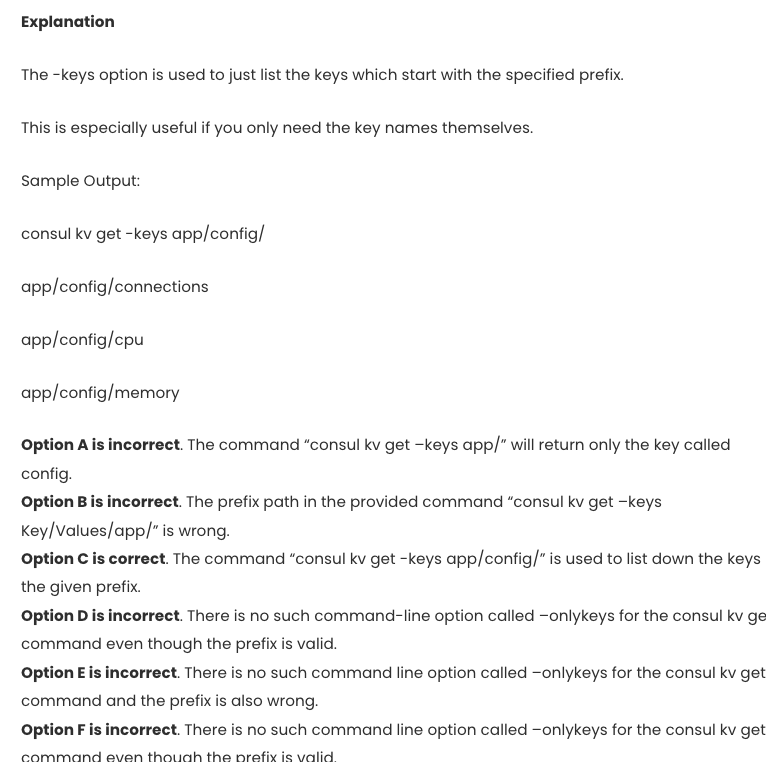 Explanation
The -keys option is used to just list the keys which start with the specified prefix.
This is especially useful if you only need the key names themselves.
Sample Output:
consul kv get -keys app/config/
app/config/connections
app/config/cpu
app/config/memory
Option A is incorrect. The command “consul kv get –keys app/” will return only the key called
config.
Option B is incorrect. The prefix path in the provided command “consul kv get –keys
Key/Values/app/” is wrong.
Option C is correct. The command “consul kv get -keys app/config/” is used to list down the keys
the given prefix.
Option D is incorrect. There is no such command-line option called –onlykeys for the consul kv ge
command even though the prefix is valid.
Option E is incorrect. There is no such command line option called –onlykeys for the consul kv get
command and the prefix is also wrong.
Option F is incorrect. There is no such command line option called –onlykeys for the consul kv get
command even though the prefix is valid.